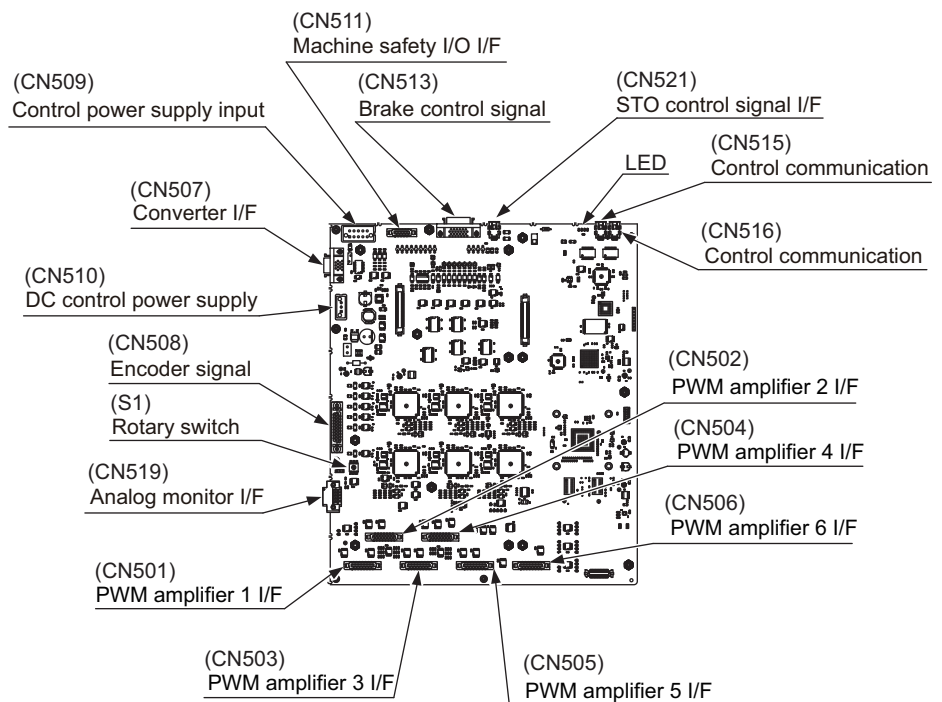 (CN511)
Machine safety I/O I/F
(CN509)
Control power supply input
(CN513)
Brake control signal
(CN521)
STO control signal I/F
LED
(CN515)
Control communication
(CN507)
Converter I/F
(CN516)
Control communication
(CN510)
DC control power supply
(CN508)
Encoder signal
(CN502)
PWM amplifier 2 I/F
(S1)
Rotary switch
(CN504)
PWM amplifier 4 I/F
(CN519)
Analog monitor I/F
(CN506)
PWM amplifier 6 I/F
(CN501)
PWM amplifier 1 I/F
(CN503)
PWM amplifier 3 I/F
(CN505)
PWM amplifier 5 I/F